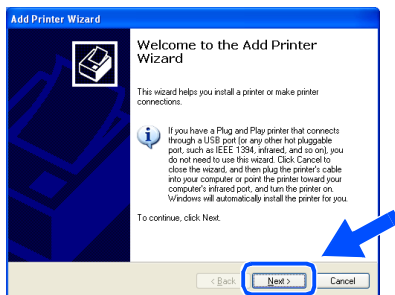 Add Printer Wizard
Welcome to the Add Printer
Wizard
This wizard helps you install a printer or make printer
connections.
If you have a Plug and Play printer that connects
through a USB port (or any other hot pluggable
port, such as IEEE 1394, infrared, and so on), you
do not need to use this wizard. Click Cancel to
close the wizard, and then plug the printer's cable
into your computer or point the printer toward your
computer's infrared port, and turn the printer on.
Windows will automatically install the printer for you.
To continue, click Next.
< Back Next > Cancel